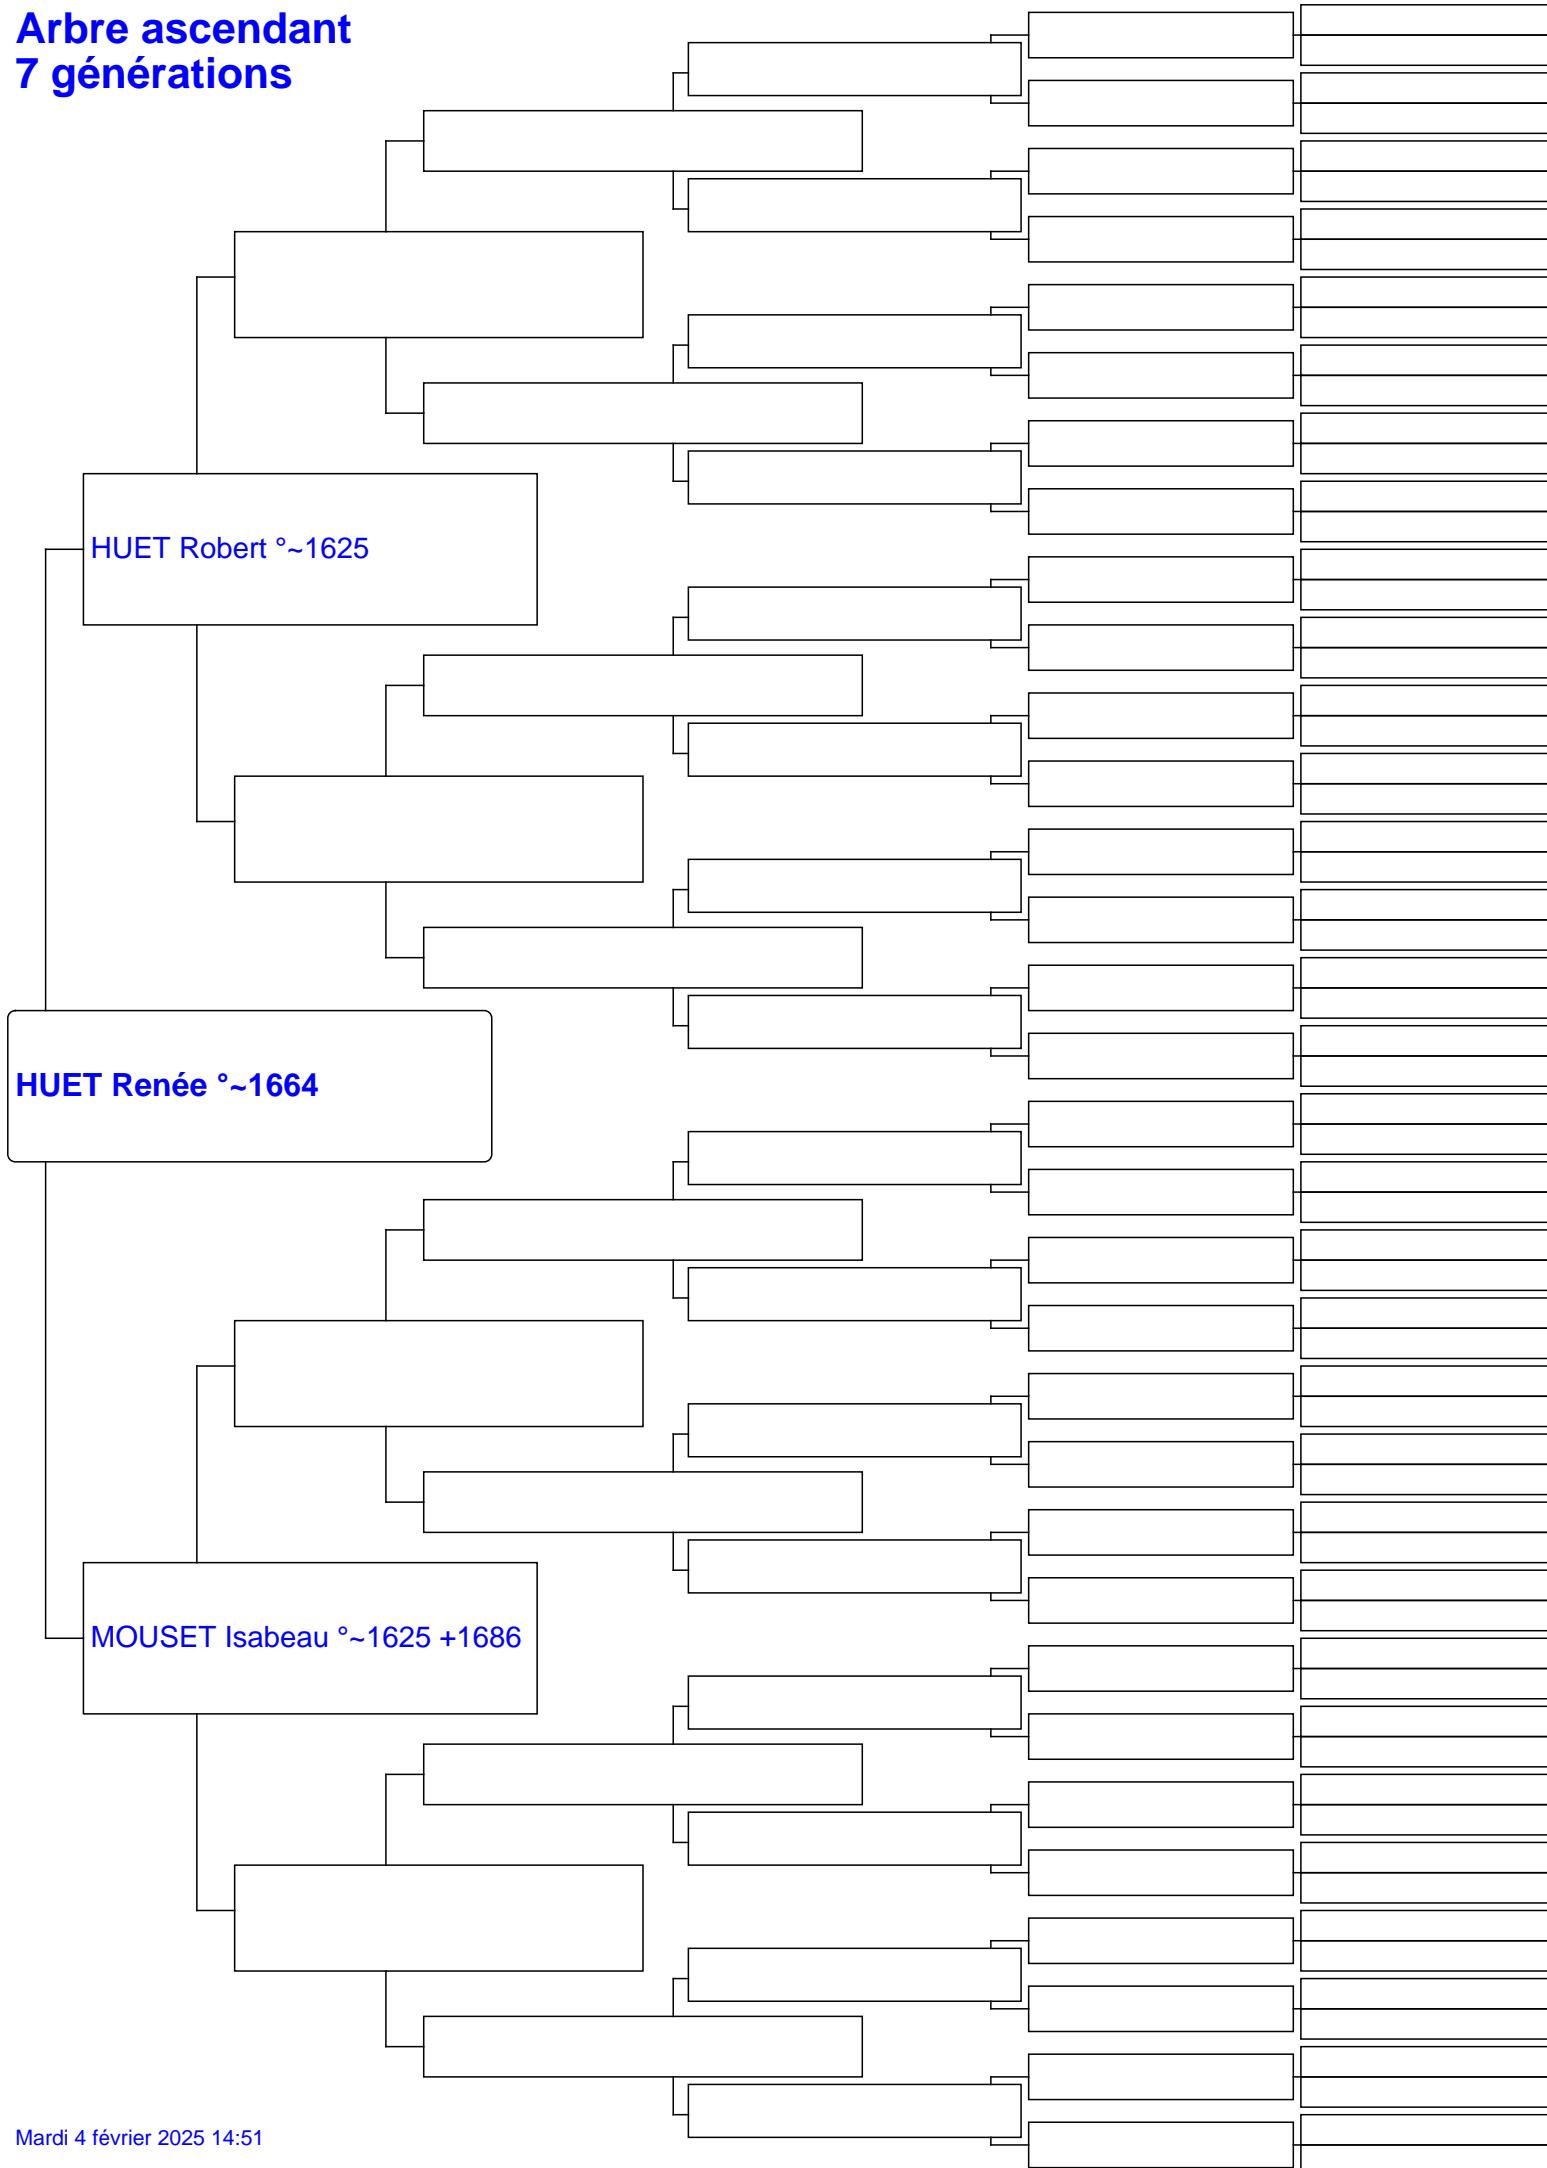 Arbre ascendant
7 générations
HUET Robert °~1625
HUET Renée °~1664
MOUSET Isabeau °~1625 +1686
Mardi 4 février 2025 14:51